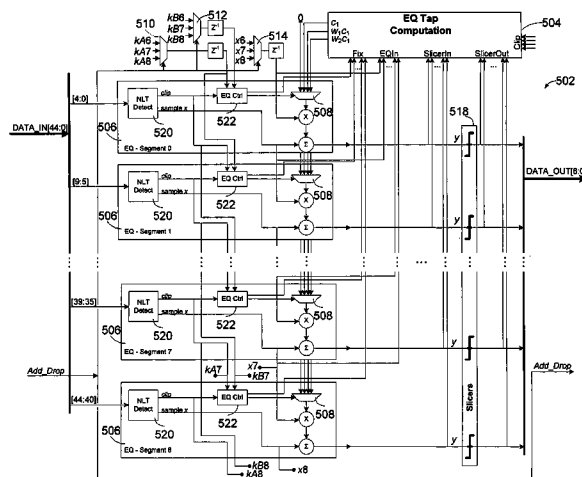 510
kA6
kA7
kA8
kB6
kB7
kB8
512
Z-1
Z-1
x6
x7
x8
514
Z-1
0
C1
W1C1
W2C1
EQ Tap
Computation
Fix
EQIn
SlicerIn
SlicerOut
Clip
504
502
DATA_IN[44:0]
[4:0]
NLT
Detect
clip
sample x
520
EQ Ctrl
522
508
X
Σ
506
EQ - Segment 0
y
518
[9:5]
NLT
Detect
clip
sample x
520
EQ Ctrl
522
508
X
Σ
506
EQ - Segment 1
y
[39:35]
NLT
Detect
clip
sample x
520
EQ Ctrl
522
508
X
Σ
506
EQ - Segment 7
y
kA7
kB7
x7
Add_Drop
Add_Drop
[44:40]
NLT
Detect
clip
sample x
520
EQ Ctrl
522
508
X
Σ
506
EQ - Segment 8
y
Slicers
kB8
kA8
x8